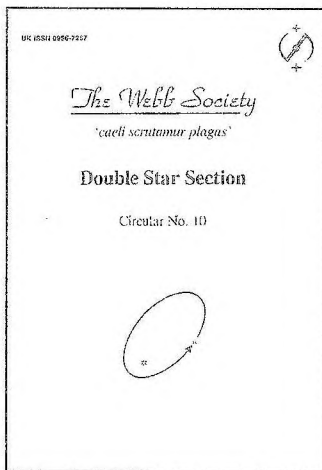 UK ISSN 0956-7267
The Webb Society
'caeli scrutamur plagas'
Double Star Section
Circular No. 10